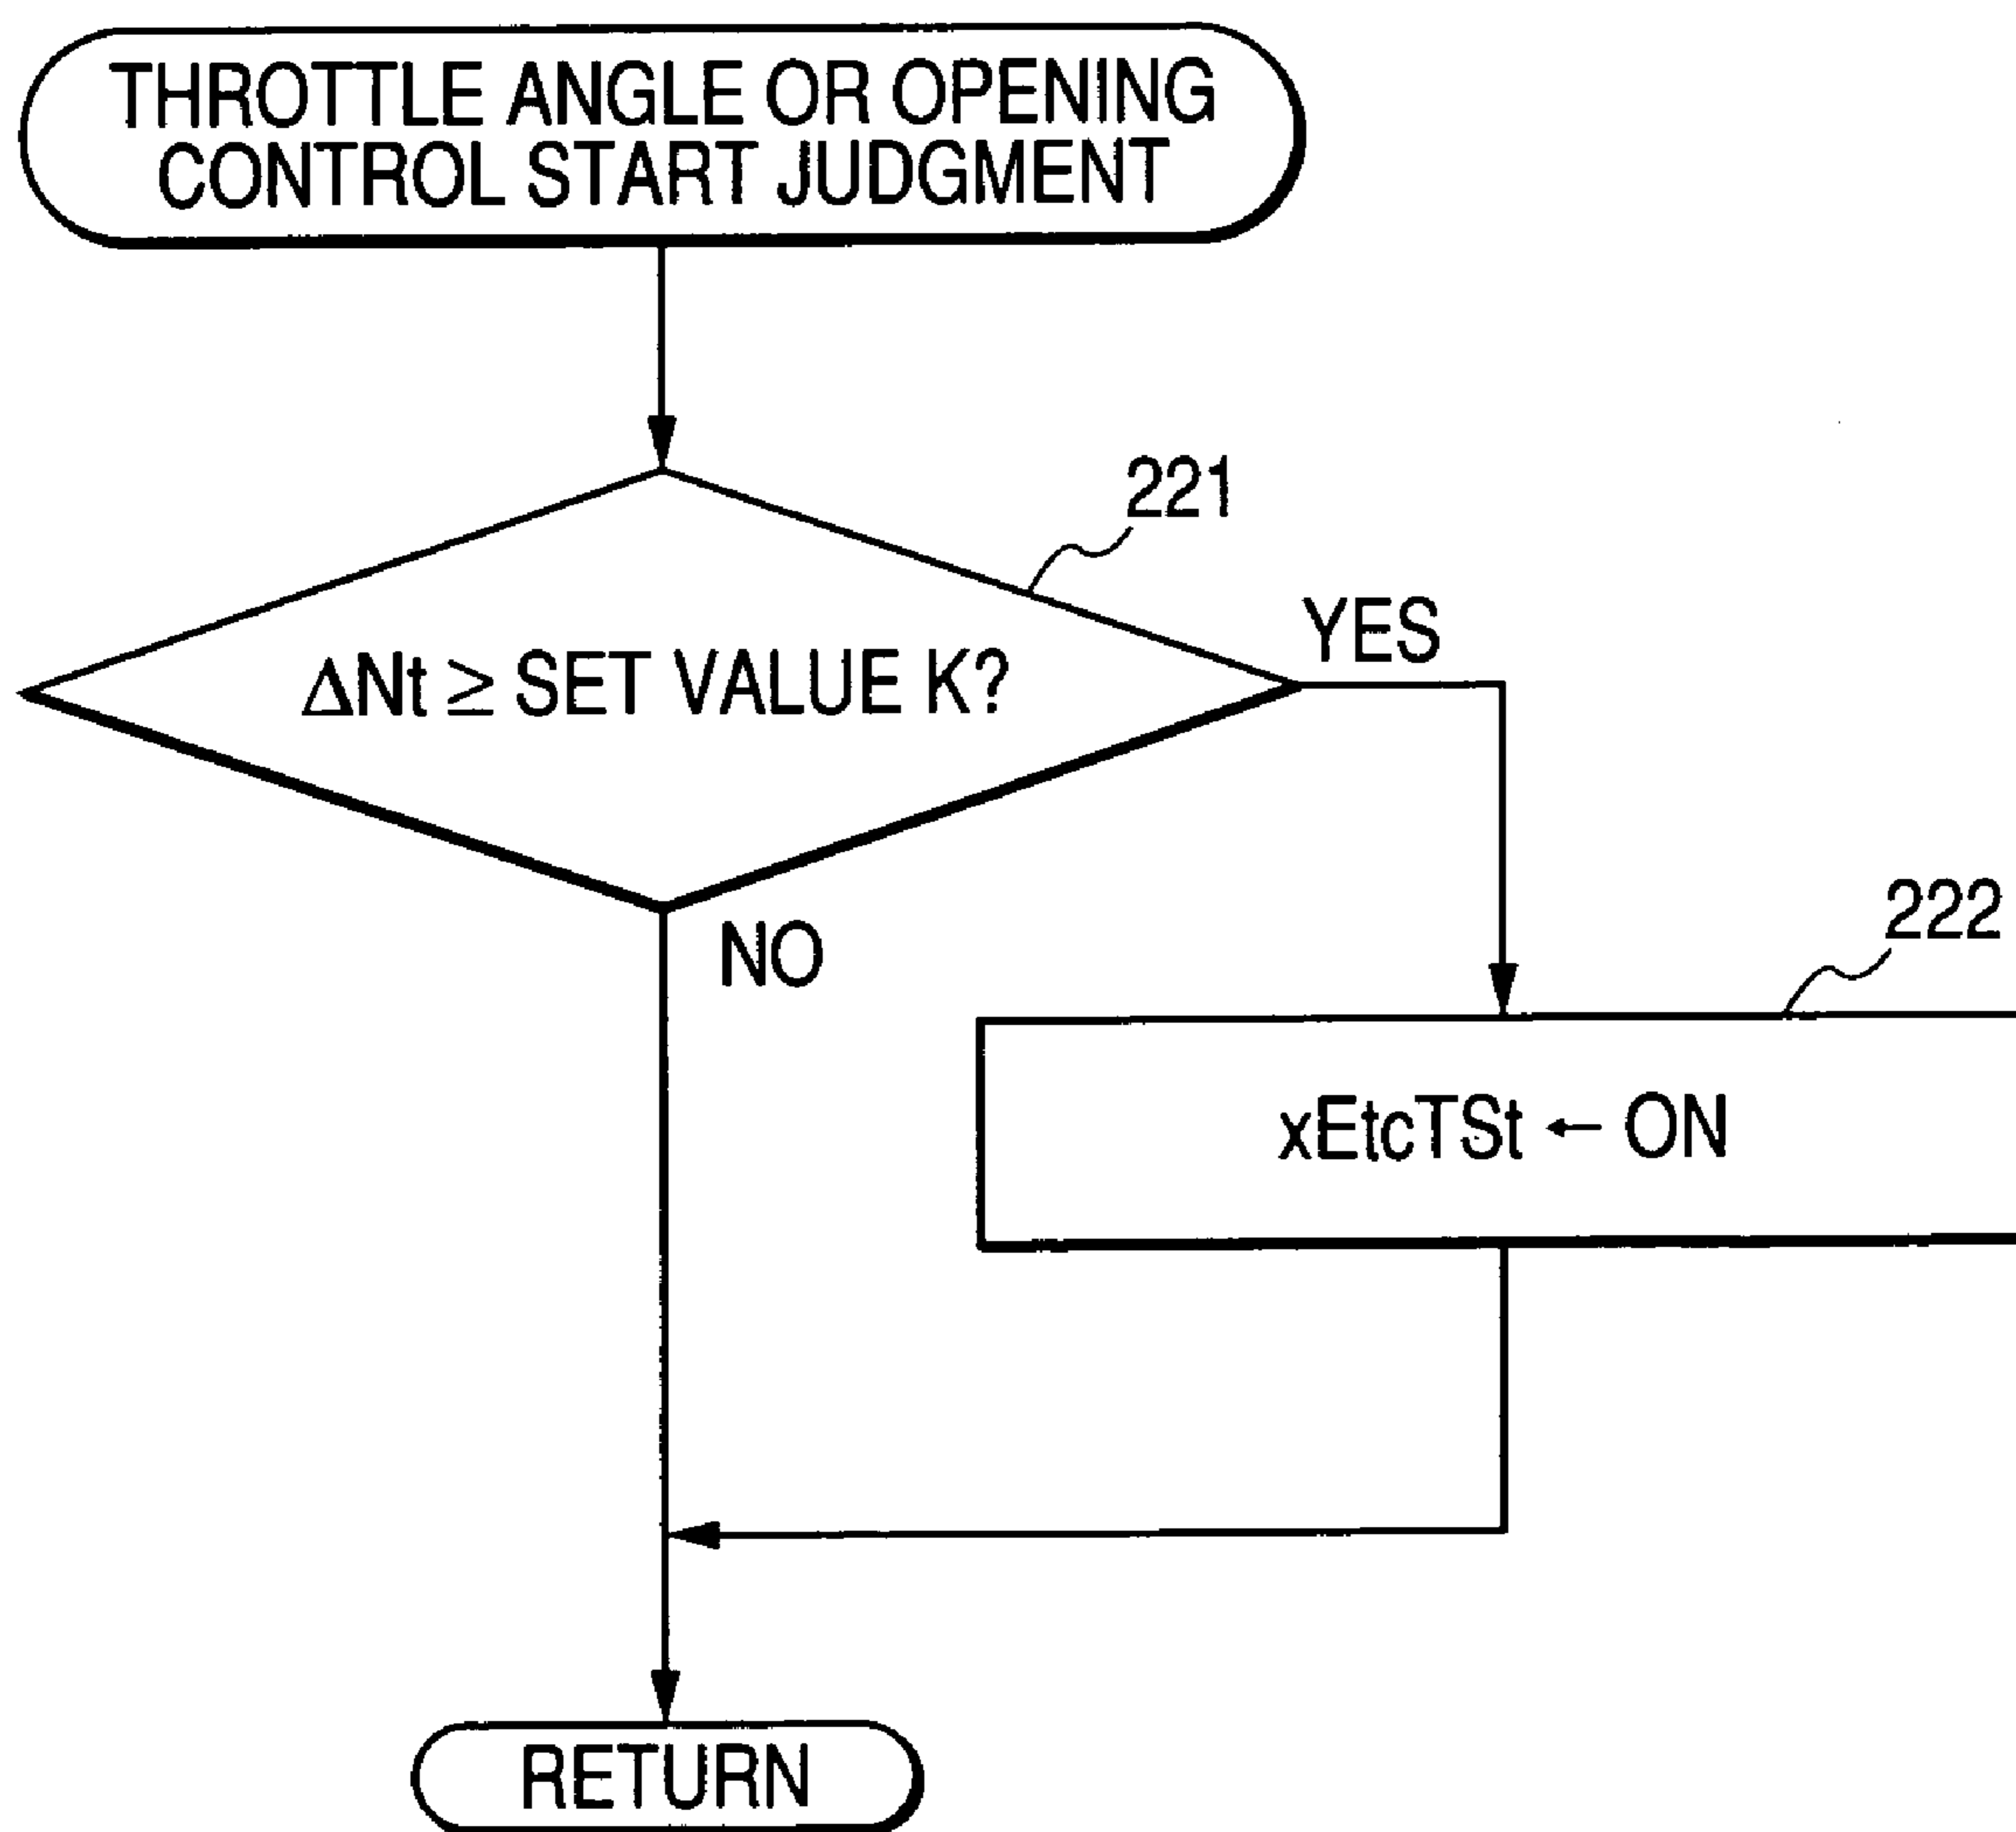 THROTTLE ANGLE OR OPENING
CONTROL START JUDGMENT
221
ΔNt ≥ SET VALUE K?
YES
NO
222
xEtcTSt ← ON
RETURN